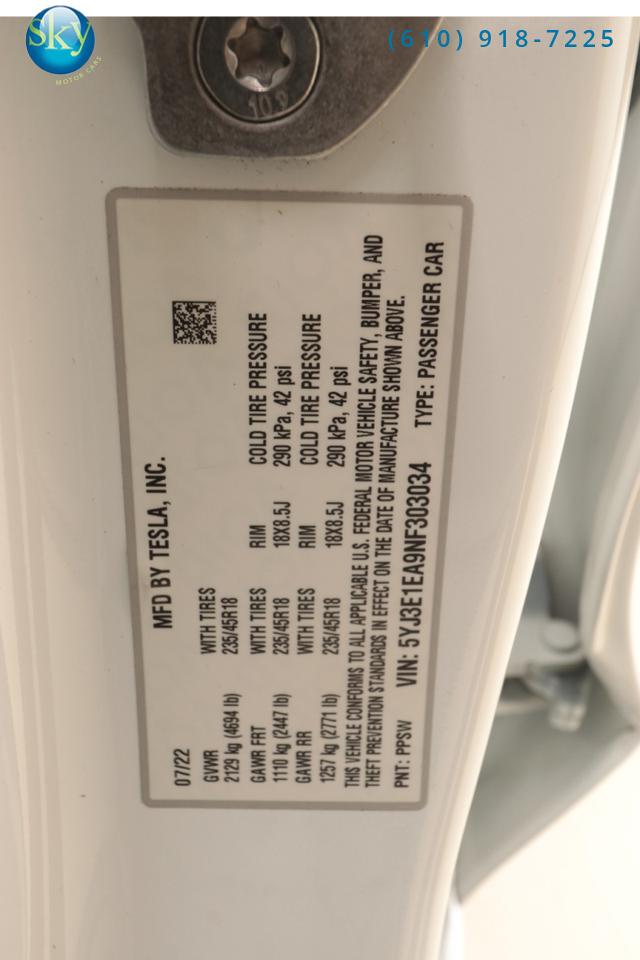 Sky
MOTOR CARS
(610) 918-7225
MFD BY TESLA, INC.
07/22
GVWR WITH TIRES
2129 kg (4694 lb) 235/45R18
GAWR FRT WITH TIRES RIM COLD TIRE PRESSURE
1110 kg (2447 lb) 235/45R18 18X8.5J 290 kPa, 42 psi
GAWR RR WITH TIRES RIM COLD TIRE PRESSURE
1257 kg (2771 lb) 235/45R18 18X8.5J 290 kPa, 42 psi
THIS VEHICLE CONFORMS TO ALL APPLICABLE U.S. FEDERAL MOTOR VEHICLE SAFETY, BUMPER, AND
THEFT PREVENTION STANDARDS IN EFFECT ON THE DATE OF MANUFACTURE SHOWN ABOVE.
PNT: PPSW VIN: 5YJ3E1EA9NF303034 TYPE: PASSENGER CAR